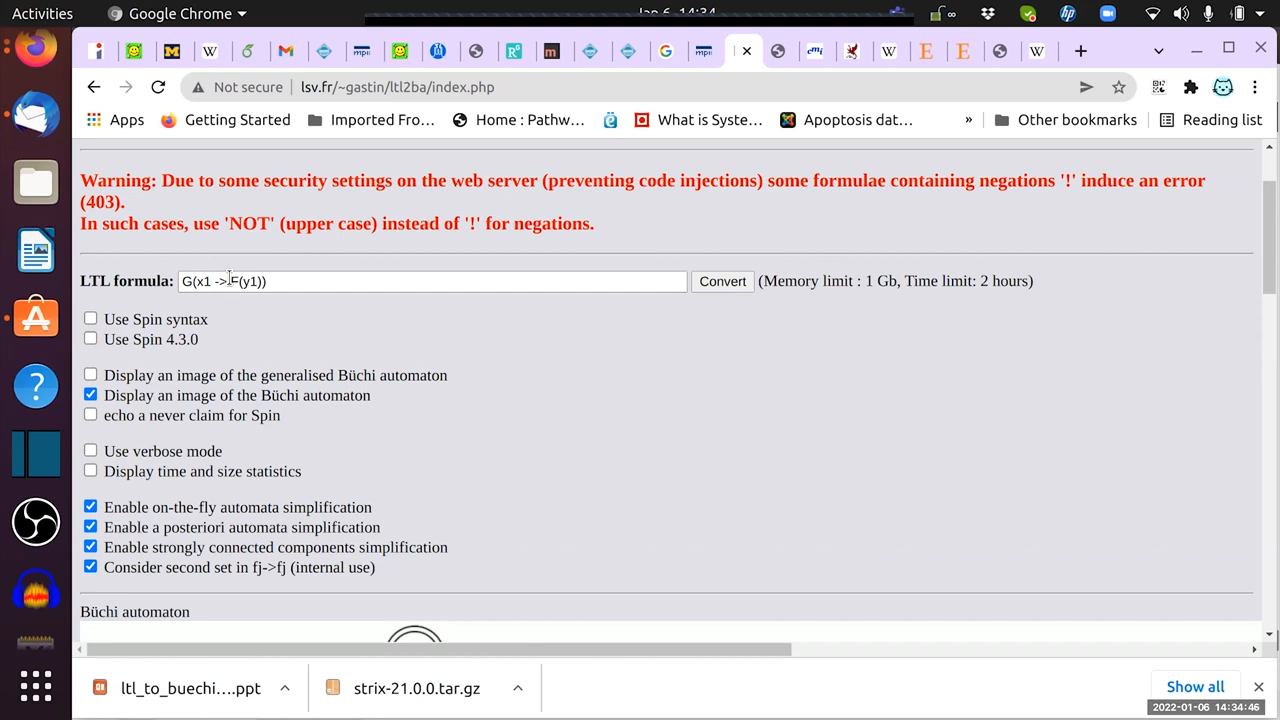 Activities
Google Chrome
Jan 6 14:34
Not secure
lsv.fr/~gastin/ltl2ba/index.php
Apps
Getting Started
Imported Fro...
Home : Pathw...
What is Syste...
Apoptosis dat...
»
Other bookmarks
Reading list
Warning: Due to some security settings on the web server (preventing code injections) some formulae containing negations '!' induce an error
(403).
In such cases, use 'NOT' (upper case) instead of '!' for negations.
LTL formula: G(x1 -> F(y1)) Convert (Memory limit : 1 Gb, Time limit: 2 hours)
Use Spin syntax
Use Spin 4.3.0
Display an image of the generalised Büchi automaton
Display an image of the Büchi automaton
echo a never claim for Spin
Use verbose mode
Display time and size statistics
Enable on-the-fly automata simplification
Enable a posteriori automata simplification
Enable strongly connected components simplification
Consider second set in fj->fj (internal use)
Büchi automaton
ltl_to_buechi....ppt
strix-21.0.0.tar.gz
Show all
2022-01-06 14:34:46